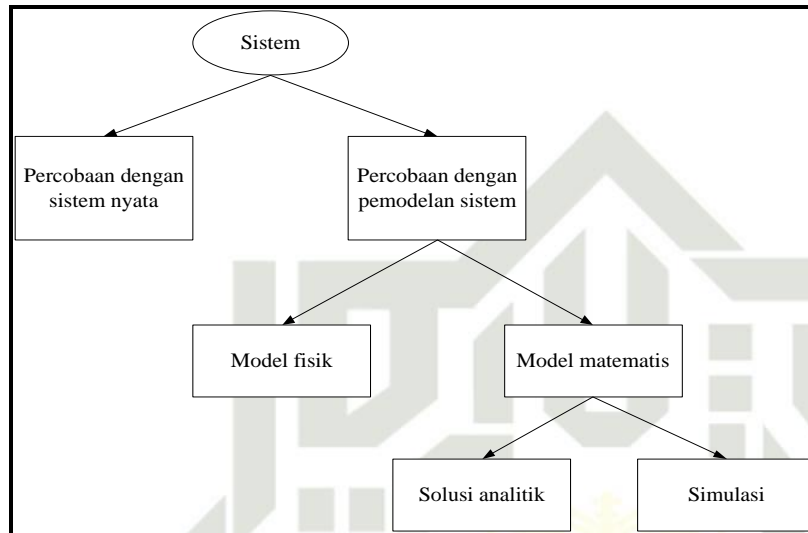 Sistem
Percobaan dengan
sistem nyata
Percobaan dengan
pemodelan sistem
Model fisik
Model matematis
Solusi analitik
Simulasi